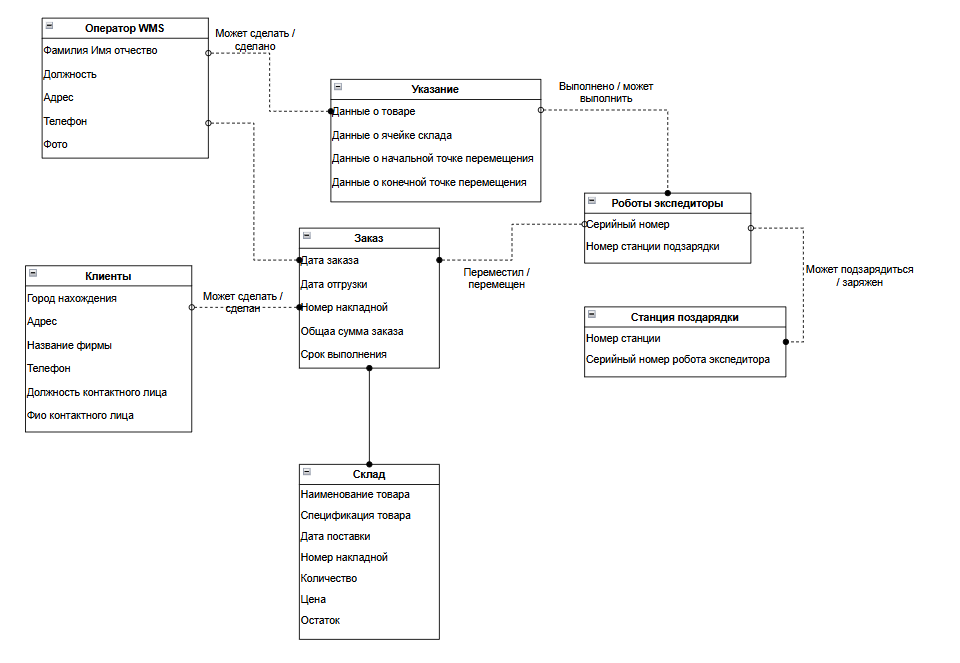 Оператор WMS
Фамилия Имя отчество
Должность
Адрес
Телефон
Фото
Может сделать /
сделано
Указание
Данные о товаре
Данные о ячейке склада
Данные о начальной точке перемещения
Данные о конечной точке перемещения
Выполнено / может
выполнить
Роботы экспедиторы
Серийный номер
Номер станции подзарядки
Заказ
Дата заказа
Дата отгрузки
Номер накладной
Общаа сумма заказа
Срок выполнения
Переместил /
перемещен
Может подзарядиться
/ заряжен
Клиенты
Город нахождения
Адрес
Название фирмы
Телефон
Должность контактного лица
Фио контактного лица
Может сделать /
сделан
Станция поздарядки
Номер станции
Серийный номер робота экспедитора
Склад
Наименование товара
Спецификация товара
Дата поставки
Номер накладной
Количество
Цена
Остаток